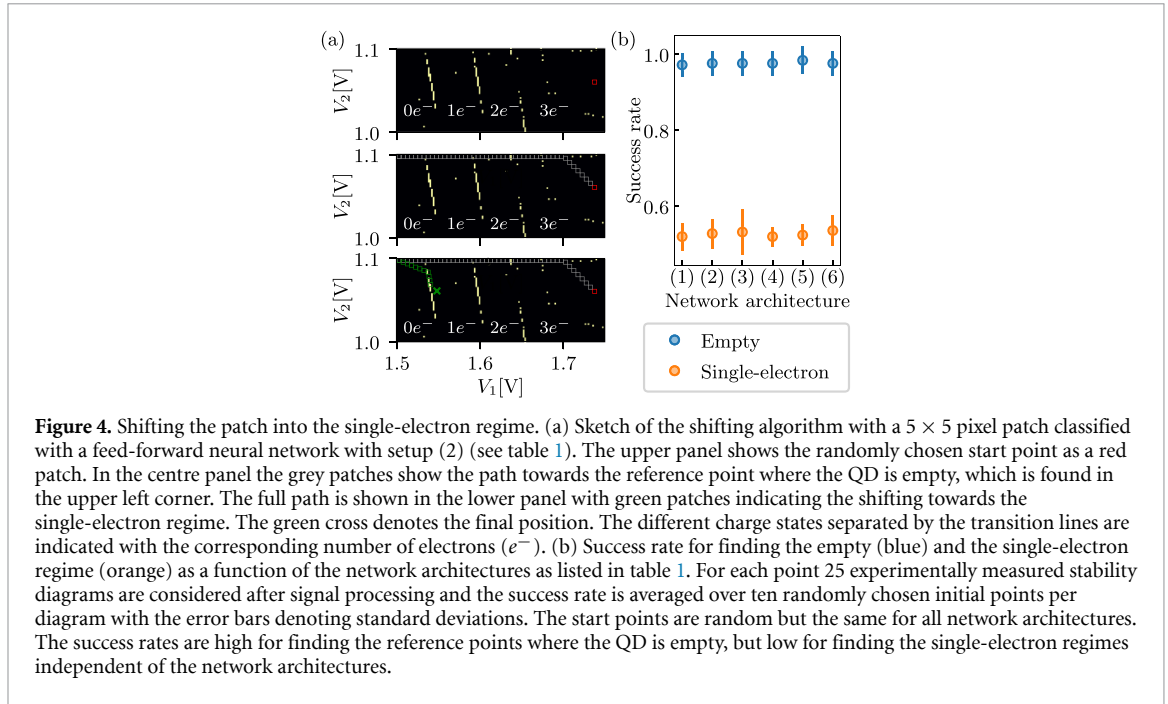 (a)
1.1
V₂[V]
0e⁻ 1e⁻ 2e⁻ 3e⁻
1.0
1.1
V₂[V]
0e⁻ 1e⁻ 2e⁻ 3e⁻
1.0
1.1
V₂[V]
0e⁻ 1e⁻ 2e⁻ 3e⁻
1.0
1.5 1.6 1.7
V₁[V]
(b)
1.0
0.8
0.6
Success rate
(1) (2) (3) (4) (5) (6)
Network architecture
Empty
Single-electron
Figure 4. Shifting the patch into the single-electron regime. (a) Sketch of the shifting algorithm with a 5 × 5 pixel patch classified
with a feed-forward neural network with setup (2) (see table 1). The upper panel shows the randomly chosen start point as a red
patch. In the centre panel the grey patches show the path towards the reference point where the QD is empty, which is found in
the upper left corner. The full path is shown in the lower panel with green patches indicating the shifting towards the
single-electron regime. The green cross denotes the final position. The different charge states separated by the transition lines are
indicated with the corresponding number of electrons (e⁻). (b) Success rate for finding the empty (blue) and the single-electron
regime (orange) as a function of the network architectures as listed in table 1. For each point 25 experimentally measured stability
diagrams are considered after signal processing and the success rate is averaged over ten randomly chosen initial points per
diagram with the error bars denoting standard deviations. The start points are random but the same for all network architectures.
The success rates are high for finding the reference points where the QD is empty, but low for finding the single-electron regimes
independent of the network architectures.